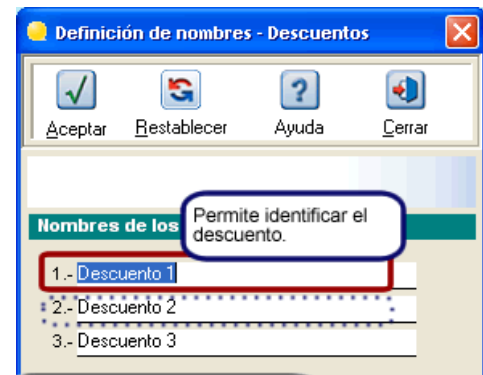 Definición de nombres - Descuentos
Aceptar Restablecer Ayuda Cerrar
Permite identificar el
descuento.
Nombres de los
1.- Descuento 1
2.- Descuento 2
3.- Descuento 3